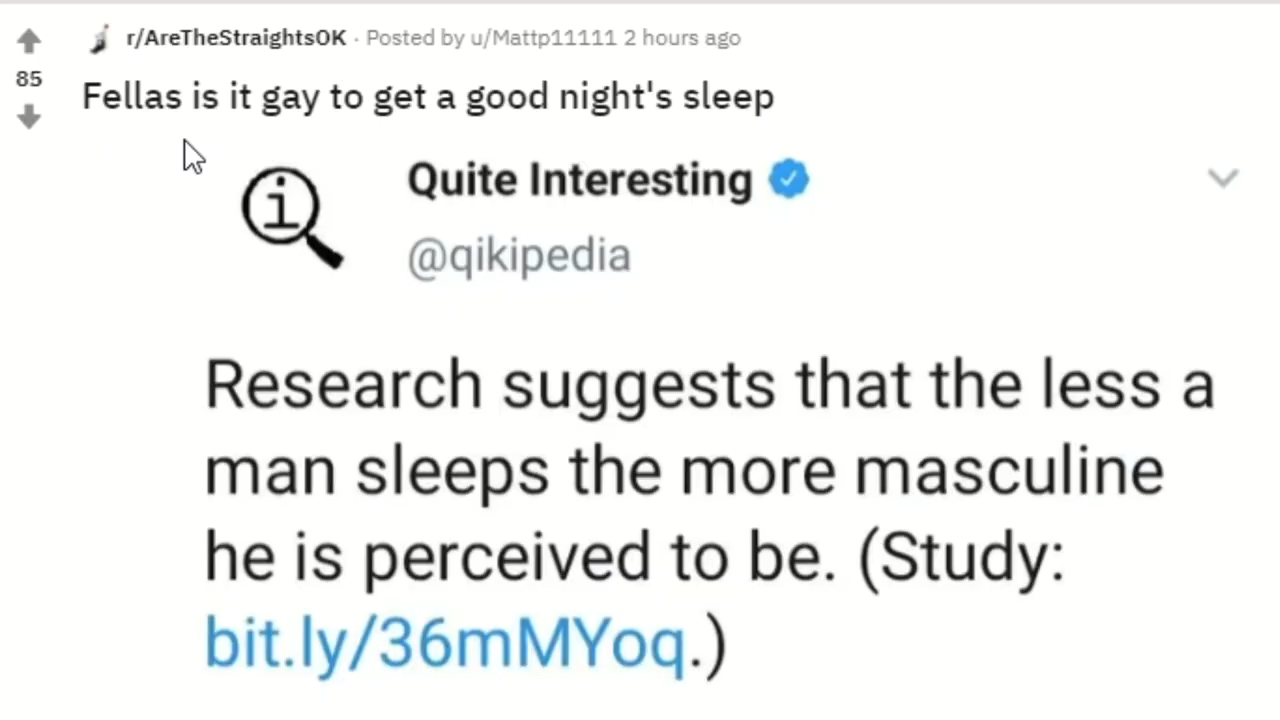 r/AreTheStraightsOK · Posted by u/Mattp11111 2 hours ago
85
Fellas is it gay to get a good night's sleep
Quite Interesting
@qikipedia
Research suggests that the less a
man sleeps the more masculine
he is perceived to be. (Study:
bit.ly/36mMYoq.)